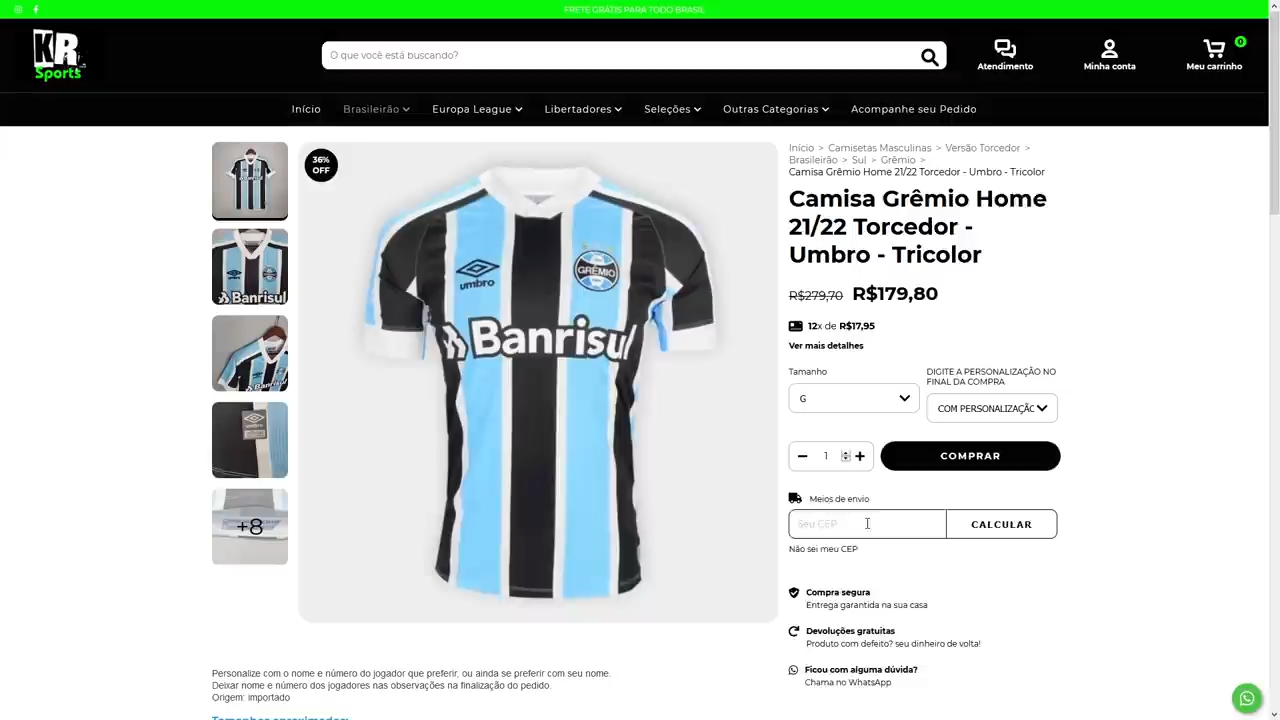 FRETE GRÁTIS PARA TODO BRASIL
KR
Sports
O que você está buscando?
Atendimento
Minha conta
0
Meu carrinho
Início
Brasileirão
Europa League
Libertadores
Seleções
Outras Categorias
Acompanhe seu Pedido
36%
OFF
umbro
GRÊMIO
Banrisul
Banrisul
+8
Início > Camisetas Masculinas > Versão Torcedor >
Brasileirão > Sul > Grêmio >
Camisa Grêmio Home 21/22 Torcedor - Umbro - Tricolor
Camisa Grêmio Home
21/22 Torcedor -
Umbro - Tricolor
R$279,70 R$179,80
12x de R$17,95
Ver mais detalhes
Tamanho
G
DIGITE A PERSONALIZAÇÃO NO
FINAL DA COMPRA
COM PERSONALIZAÇÃO
1
COMPRAR
Meios de envio
Seu CEP
CALCULAR
Não sei meu CEP
Compra segura
Entrega garantida na sua casa
Devoluções gratuitas
Produto com defeito? seu dinheiro de volta!
Ficou com alguma dúvida?
Chama no WhatsApp
Personalize com o nome e número do jogador que preferir, ou ainda se preferir com seu nome.
Deixar nome e número dos jogadores nas observações na finalização do pedido.
Origem: importado
Tamanhos aproximados: